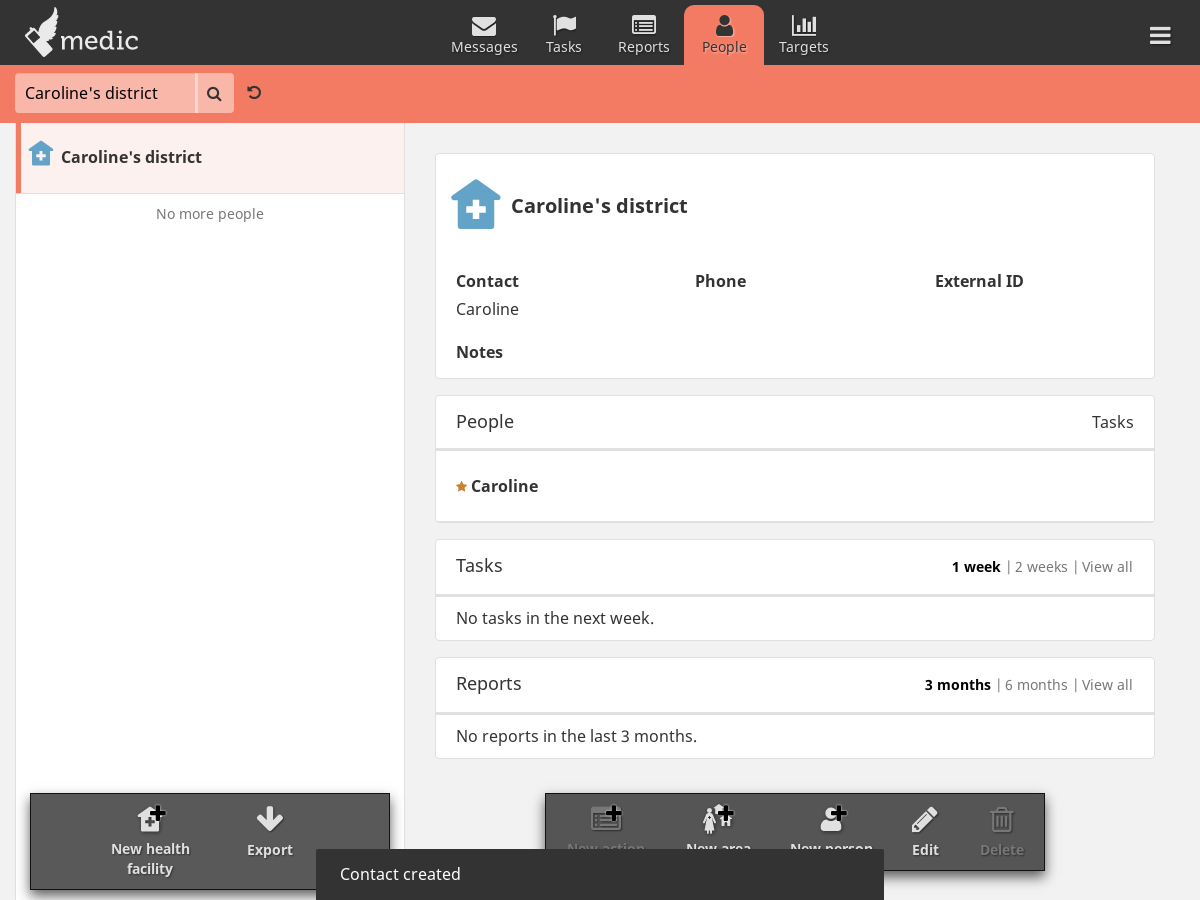 medic
Messages
Tasks
Reports
People
Targets
Caroline's district
Caroline's district
No more people
Caroline's district
Contact
Phone
External ID
Caroline
Notes
People
Tasks
Caroline
Tasks
1 week | 2 weeks | View all
No tasks in the next week.
Reports
3 months | 6 months | View all
No reports in the last 3 months.
New health
facility
Export
New action
New area
New person
Edit
Delete
Contact created